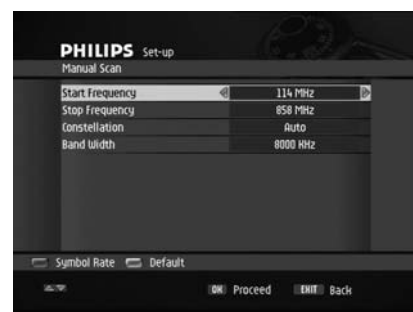 PHILIPS Set-up
Manual Scan
Start Frequency 114 MHz
Stop Frequency 858 MHz
Constellation Auto
Band Width 8000 KHz
Symbol Rate Default
OK Proceed EXIT Back